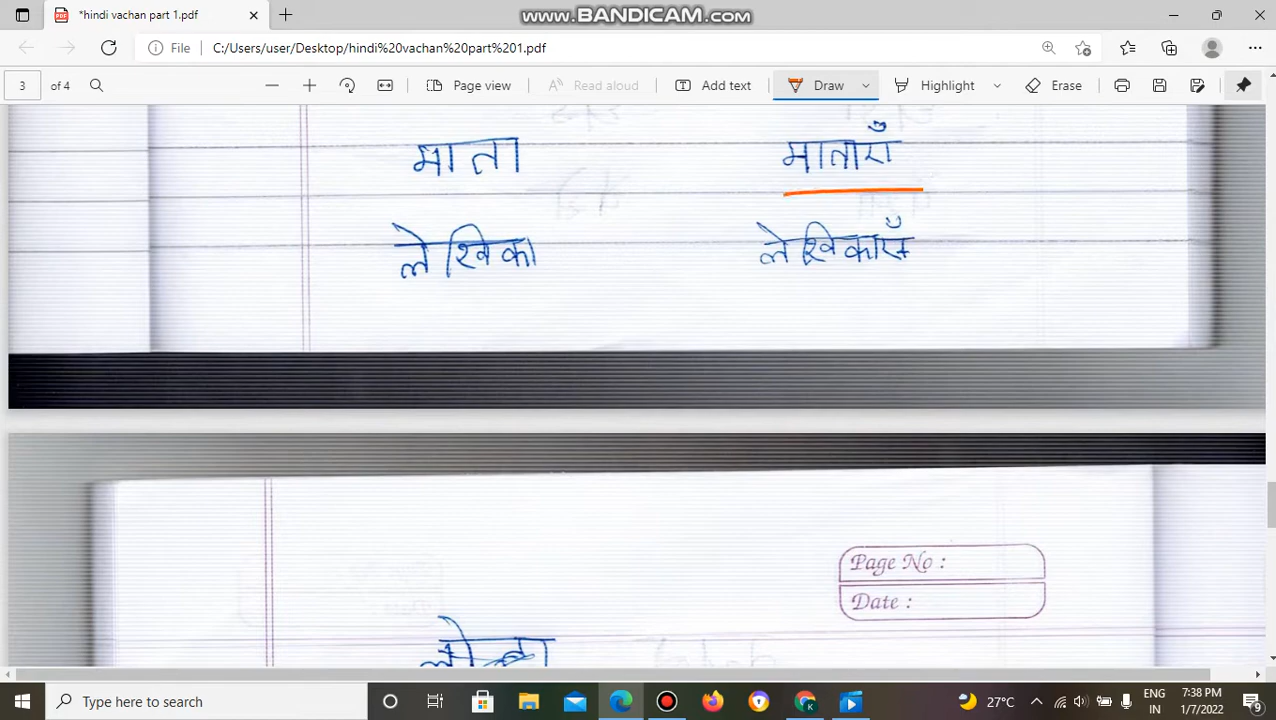 *hindi vachan part 1.pdf
www.BANDICAM.com
File C:/Users/user/Desktop/hindi%20vachan%20part%201.pdf
3 of 4 Page view Read aloud Add text Draw Highlight Erase
माता माताएँ
लेखिका लेखिकाएँ
Page No :
Date :
Type here to search 27°C ENG 7:38 PM
IN 1/7/2022 9